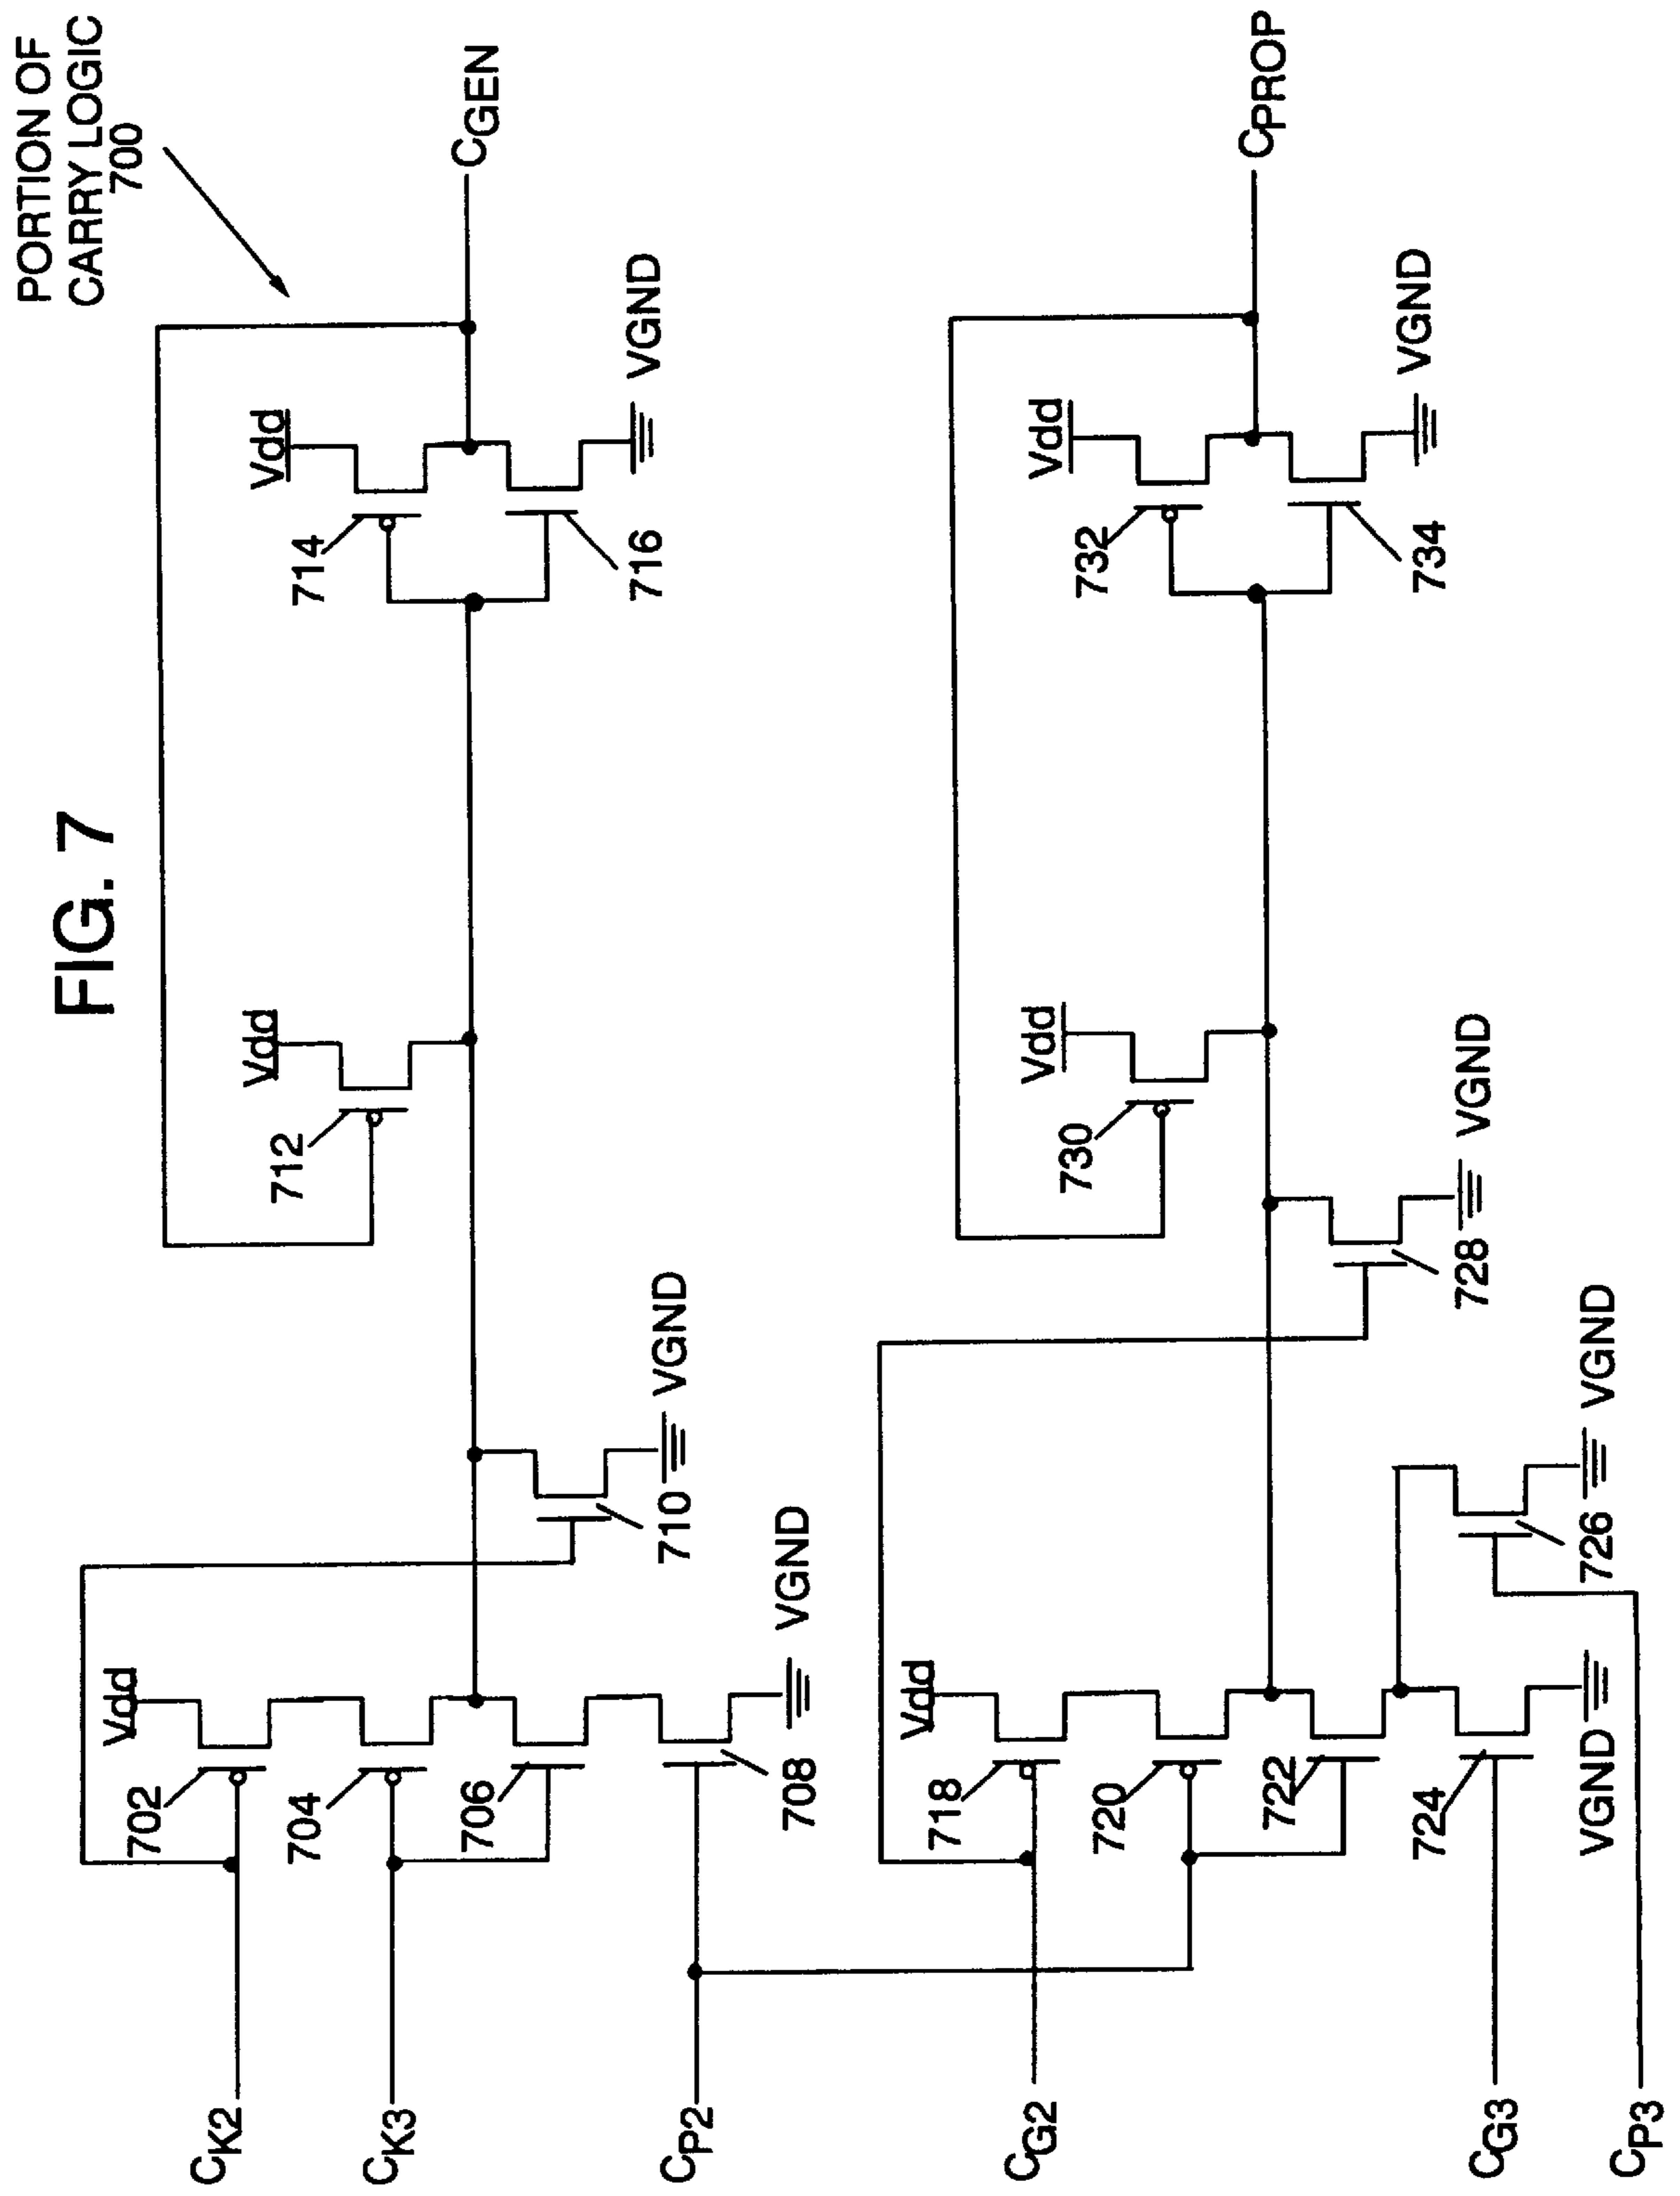 FIG. 7
PORTION OF
CARRY LOGIC
700
CK2
702
Vdd
CK3
704
706
CP2
708
VGND
710
VGND
712
Vdd
714
Vdd
716
VGND
CGEN
CG2
718
Vdd
720
722
CG3
724
VGND
CP3
726
VGND
728
VGND
730
Vdd
732
Vdd
734
VGND
CPROP